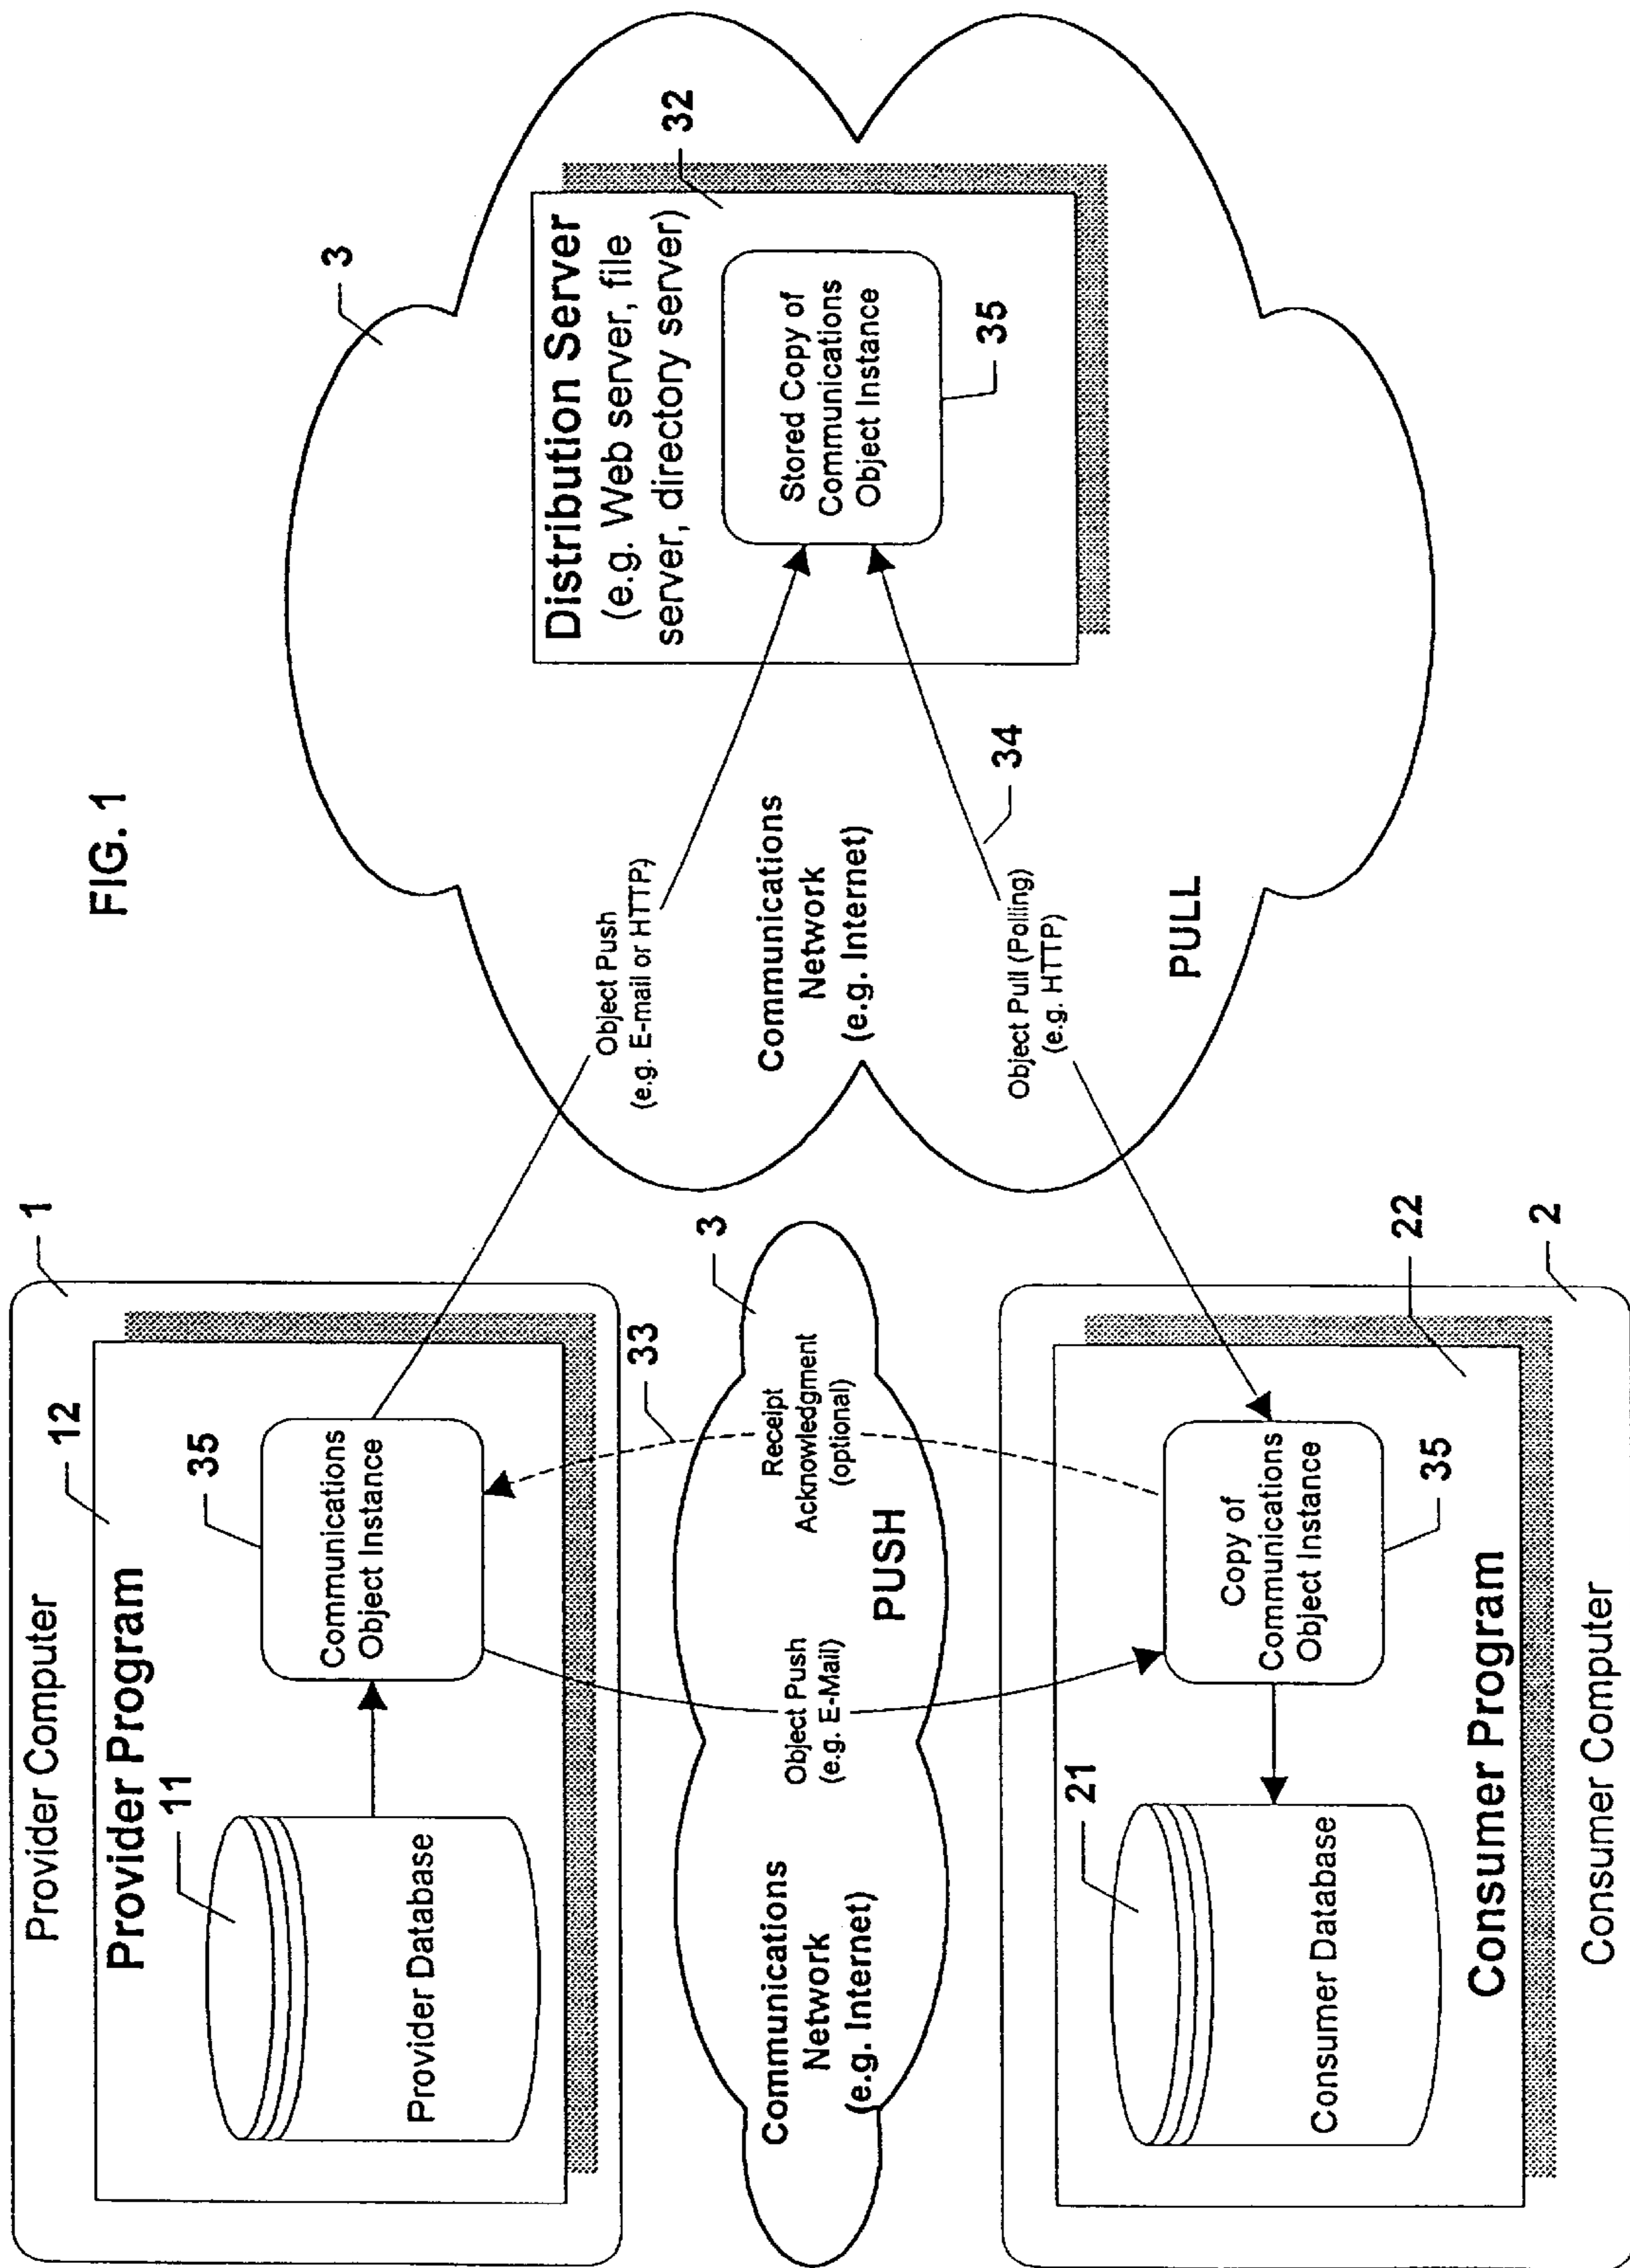 FIG. 1
Provider Computer
1
Provider Program
12
11
Provider Database
35
Communications
Object Instance
33
3
Communications
Network
(e.g. Internet)
Object Push
(e.g. E-Mail)
PUSH
Receipt
Acknowledgment
(optional)
21
Consumer Database
Copy of
Communications
Object Instance
35
22
Consumer Program
2
Consumer Computer
3
Object Push
(e.g. E-mail or HTTP)
Communications
Network
(e.g. Internet)
Object Pull (Polling)
(e.g. HTTP)
34
PULL
Distribution Server
(e.g. Web server, file
server, directory server)
32
Stored Copy of
Communications
Object Instance
35